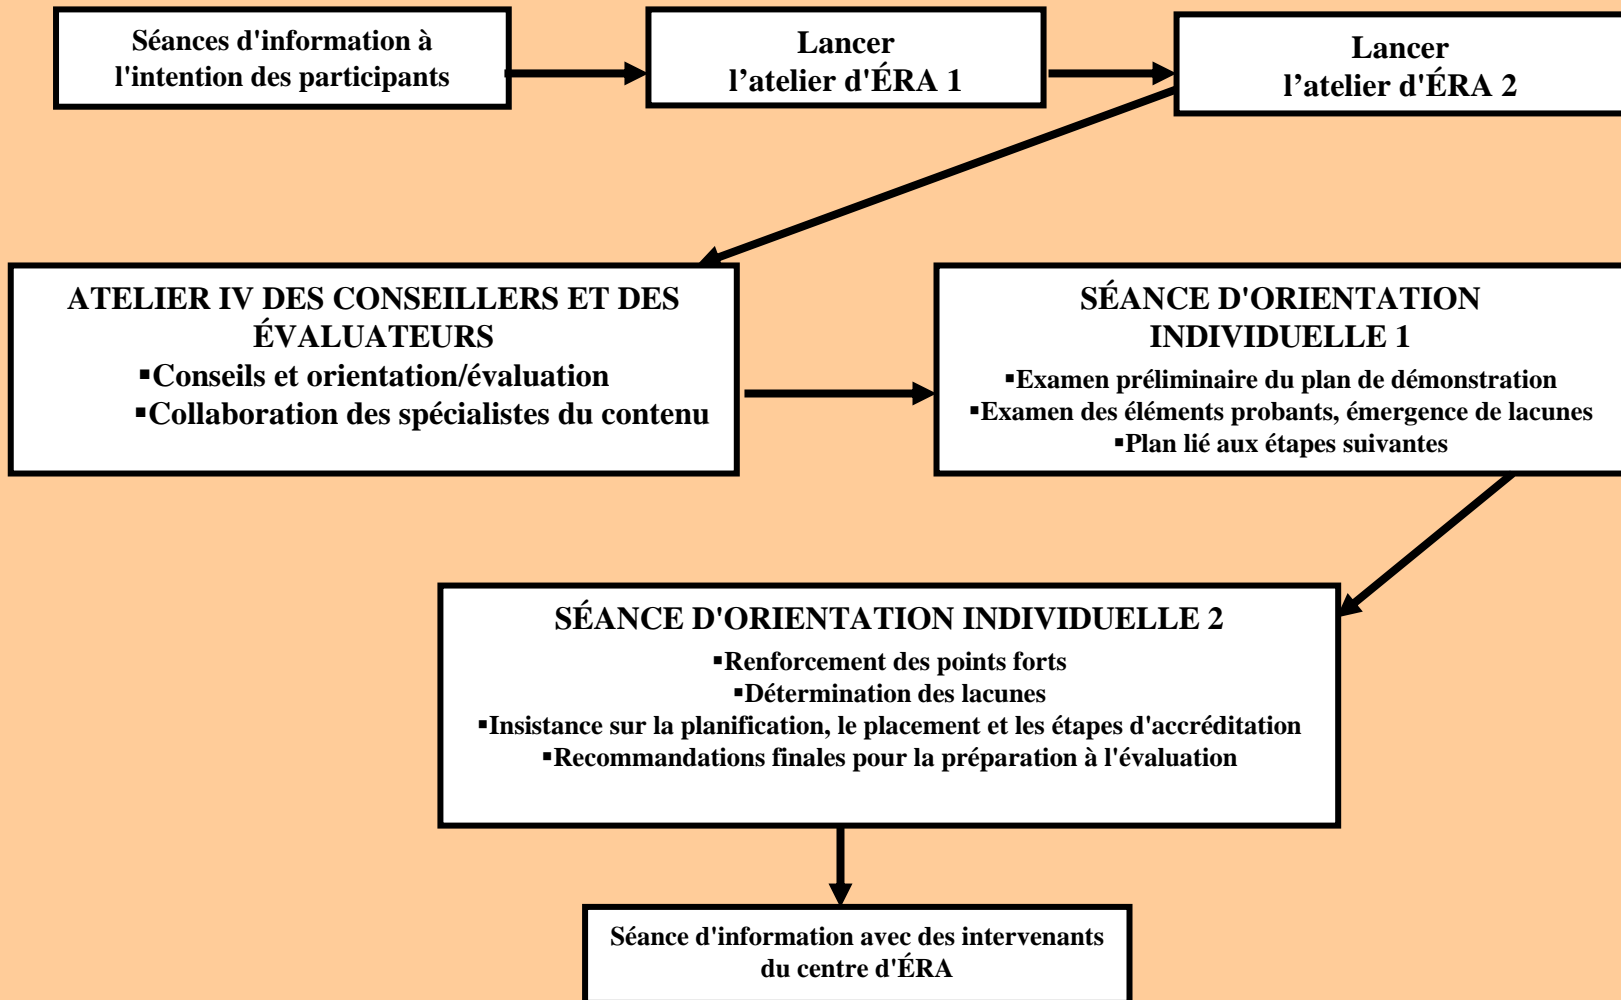 Séances d'information à
l'intention des participants
Lancer
l’atelier d'ÉRA 1
Lancer
l’atelier d'ÉRA 2
ATELIER IV DES CONSEILLERS ET DES
ÉVALUATEURS
▪Conseils et orientation/évaluation
▪Collaboration des spécialistes du contenu
SÉANCE D'ORIENTATION
INDIVIDUELLE 1
▪Examen préliminaire du plan de démonstration
▪Examen des éléments probants, émergence de lacunes
▪Plan lié aux étapes suivantes
SÉANCE D'ORIENTATION INDIVIDUELLE 2
▪Renforcement des points forts
▪Détermination des lacunes
▪Insistance sur la planification, le placement et les étapes d'accréditation
▪Recommandations finales pour la préparation à l'évaluation
Séance d'information avec des intervenants
du centre d'ÉRA